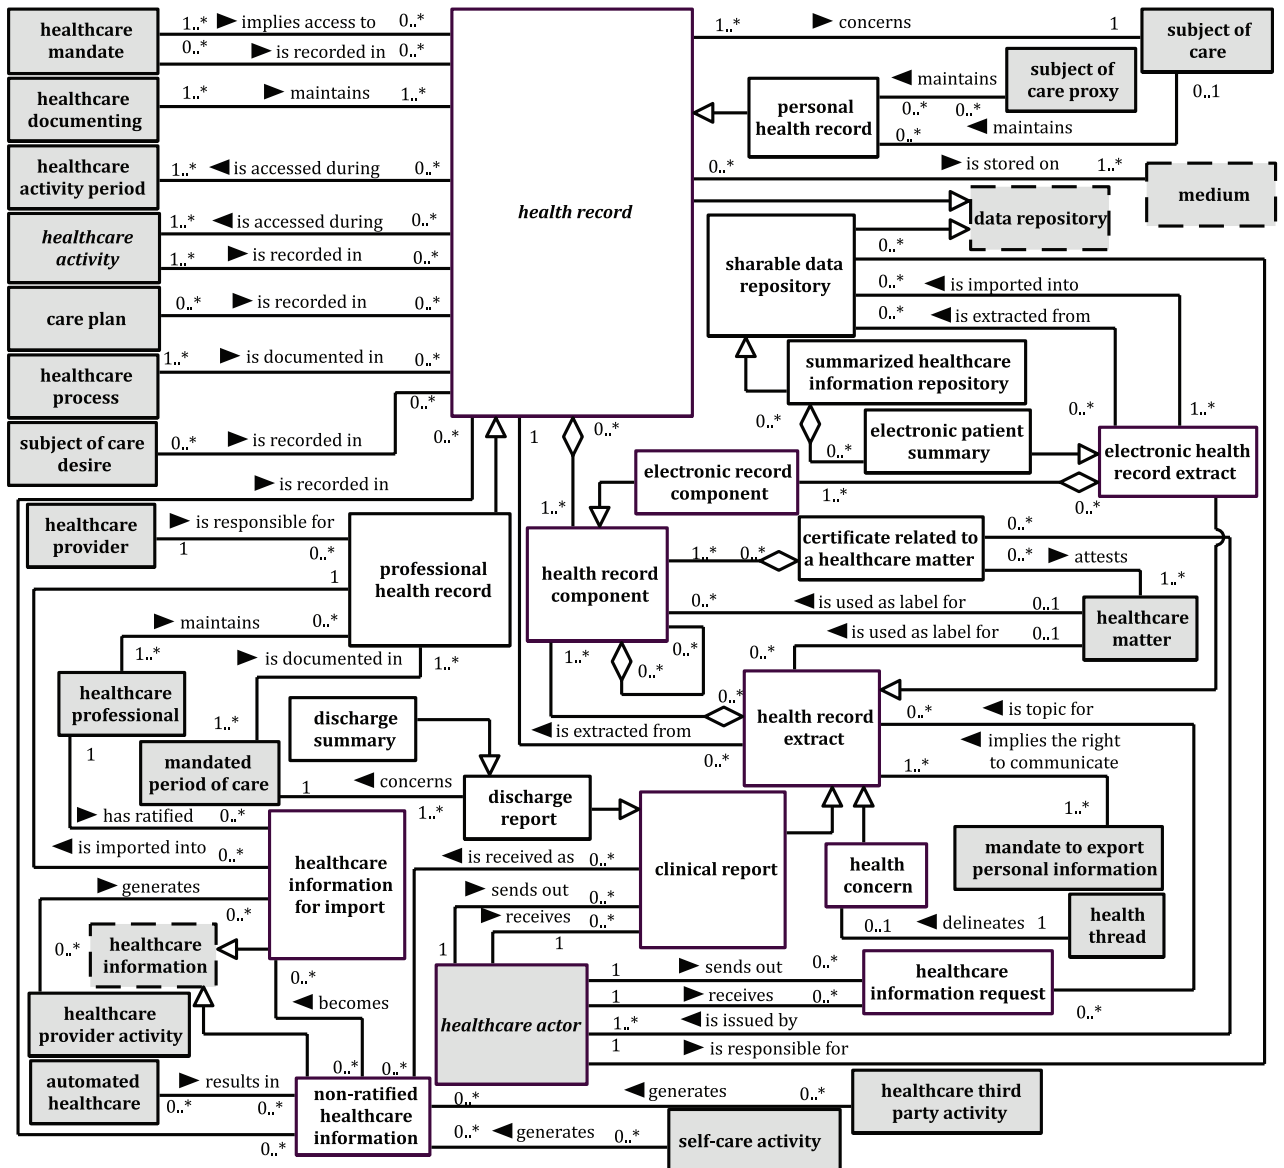 healthcare
mandate
1..* ► implies access to 0..*
0..* ► is recorded in 0..*
healthcare
documenting
1..* ► maintains 1..*
healthcare
activity period
1..* ◄ is accessed during 0..*
healthcare
activity
1..* ◄ is accessed during 0..*
1..* ► is recorded in 0..*
care plan
0..* ► is recorded in 0..*
healthcare
process
1..* ► is documented in 0..*
subject of care
desire
0..* ► is recorded in 0..*
health record
1..* ► concerns 1
subject of
care
subject of
care proxy
◄ maintains
0..* 0..*
0..1
personal
health record
◄ maintains
0..*
0..* ► is stored on 1..*
medium
data repository
sharable data
repository
0..*
0..* ◄ is imported into
0..* ◄ is extracted from
summarized healthcare
information repository
0..*
0..*
electronic patient
summary
0..* 1..*
electronic health
record extract
0..*
electronic record
component
1..*
0..* 1 0..*
► is recorded in
1..*
healthcare
provider
► is responsible for
1 0..*
1
professional
health record
health record
component
1..* 0..*
certificate related to
a healthcare matter
0..*
0..* ► attests
1..*
0..* ◄ is used as label for 0..1
healthcare
matter
◄ is used as label for 0..1
0..*
► maintains 0..*
1..*
► is documented in 1..*
1..* 0..* 0..*
healthcare
professional
1..*
1
mandated
period of care
discharge
summary
◄ is extracted from 0..*
0..*
health record
extract
0..* ► is topic for
◄ implies the right
to communicate
1..*
1..*
1 ◄ concerns 1..*
discharge
report
clinical report
mandate to export
personal information
health
concern
0..1 ◄ delineates 1
health
thread
► has ratified 0..*
◄ is imported into 0..*
► generates
0..*
healthcare
information
for import
◄ is received as 0..*
► sends out 0..*
► receives 0..*
1 1
0..*
healthcare
information
healthcare
provider activity
0..*
◄ becomes
0..* 0..*
healthcare actor
1 ► sends out 0..*
1 ► receives 0..*
healthcare
information request
0..*
1..* ◄ is issued by
1 ► is responsible for
automated
healthcare
► results in
0..* 0..*
0..*
non-ratified
healthcare
information
0..* ◄ generates 0..*
healthcare third
party activity
0..* ◄ generates 0..*
self-care activity